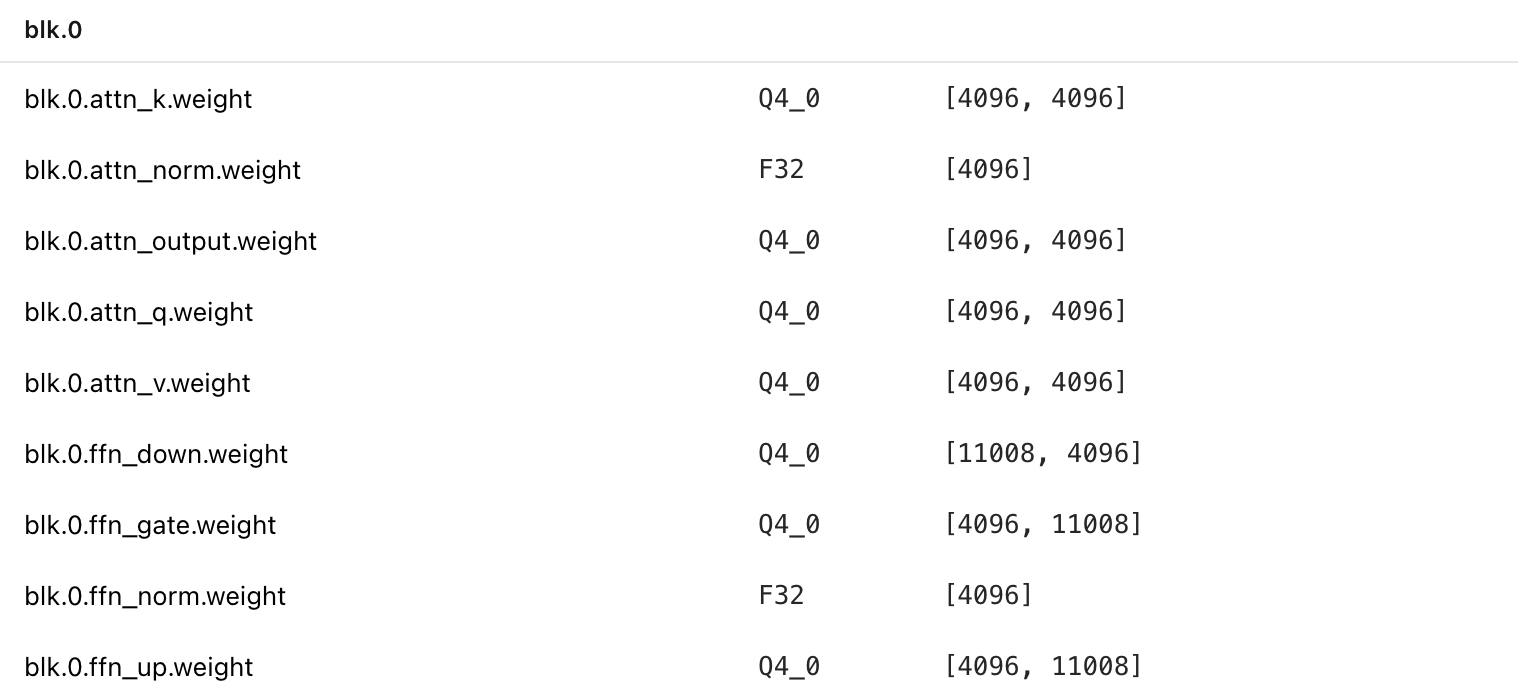 blk.0
blk.0.attn_k.weight Q4_0 [4096, 4096]
blk.0.attn_norm.weight F32 [4096]
blk.0.attn_output.weight Q4_0 [4096, 4096]
blk.0.attn_q.weight Q4_0 [4096, 4096]
blk.0.attn_v.weight Q4_0 [4096, 4096]
blk.0.ffn_down.weight Q4_0 [11008, 4096]
blk.0.ffn_gate.weight Q4_0 [4096, 11008]
blk.0.ffn_norm.weight F32 [4096]
blk.0.ffn_up.weight Q4_0 [4096, 11008]